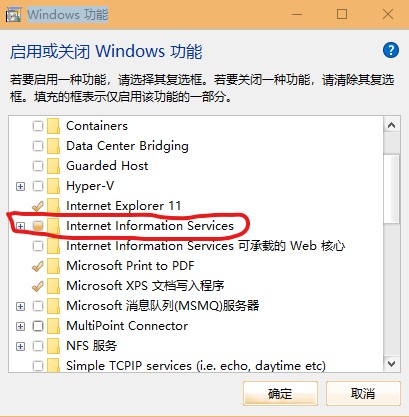 Windows 功能
启用或关闭 Windows 功能
若要启用一种功能，请选择其复选框。若要关闭一种功能，请清除其复选
框。填充的框表示仅启用该功能的一部分。
Containers
Data Center Bridging
Guarded Host
Hyper-V
Internet Explorer 11
Internet Information Services
Internet Information Services 可承载的 Web 核心
Microsoft Print to PDF
Microsoft XPS 文档写入程序
Microsoft 消息队列(MSMQ)服务器
MultiPoint Connector
NFS 服务
Simple TCPIP services (i.e. echo, daytime etc)
确定
取消